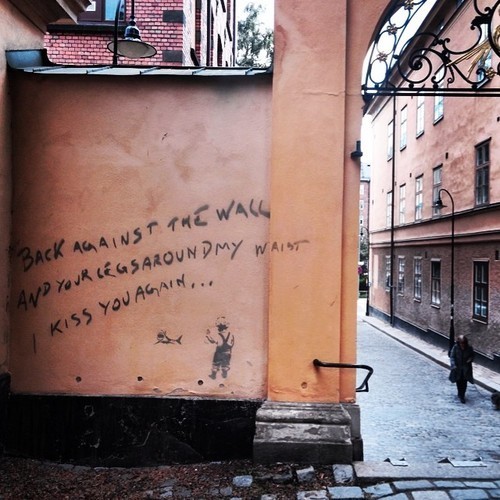 BACK AGAINST THE WALL
AND YOUR LEGS AROUND MY WAIST
I KISS YOU AGAIN...